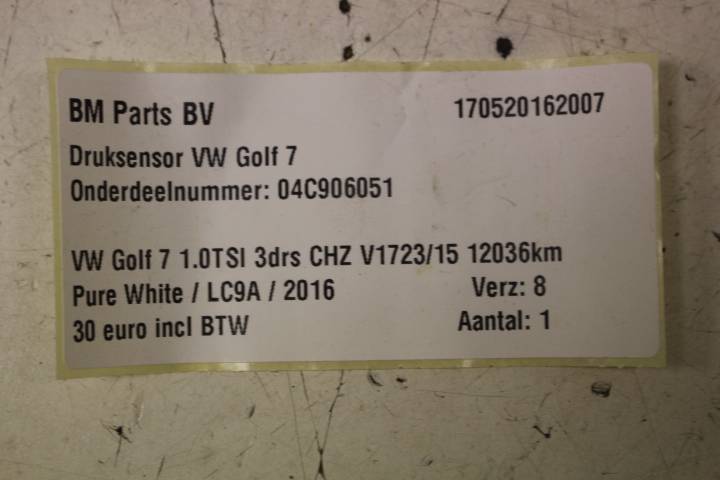 BM Parts BV 170520162007
Druksensor VW Golf 7
Onderdeelnummer: 04C906051
VW Golf 7 1.0TSI 3drs CHZ V1723/15 12036km
Pure White / LC9A / 2016 Verz: 8
30 euro incl BTW Aantal: 1